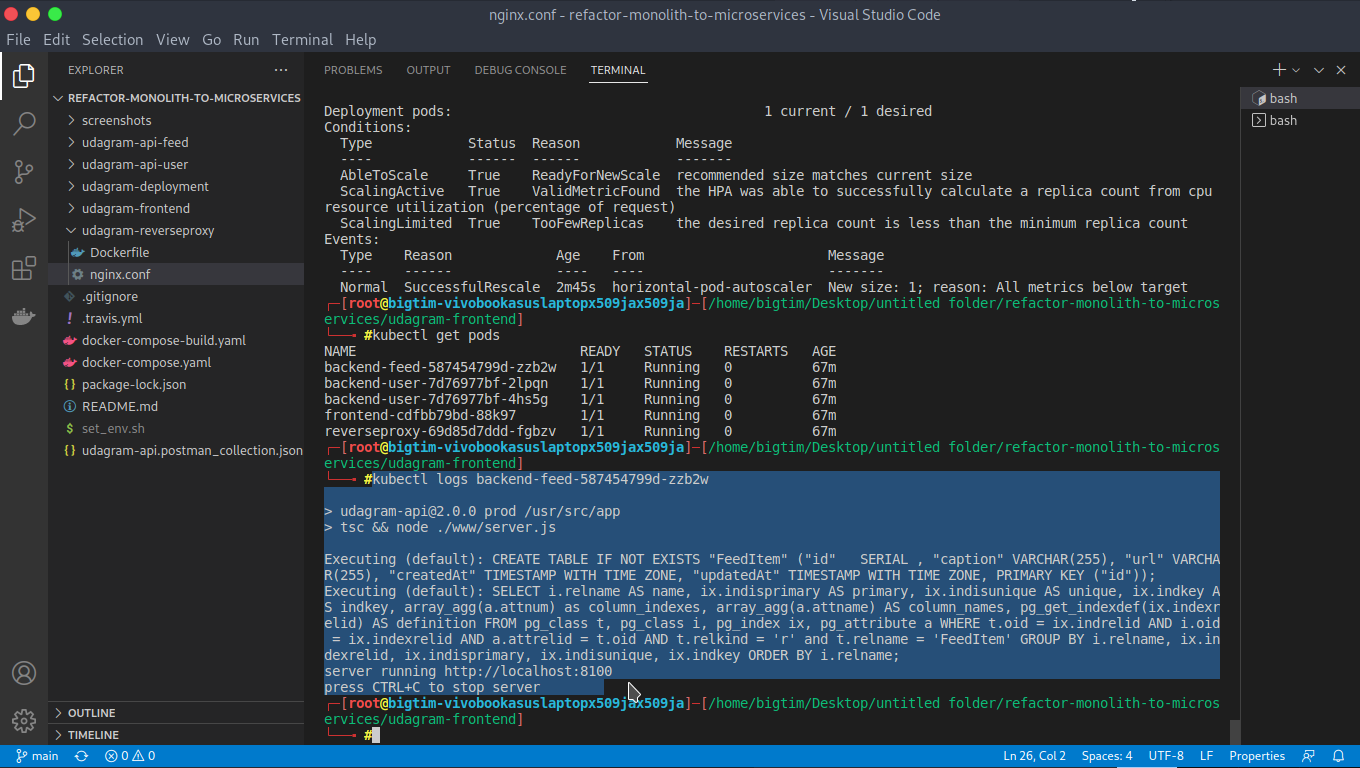 nginx.conf - refactor-monolith-to-microservices - Visual Studio Code
File Edit Selection View Go Run Terminal Help
EXPLORER
REFACTOR-MONOLITH-TO-MICROSERVICES
screenshots
udagram-api-feed
udagram-api-user
udagram-deployment
udagram-frontend
udagram-reverseproxy
Dockerfile
nginx.conf
.gitignore
.travis.yml
docker-compose-build.yaml
docker-compose.yaml
package-lock.json
README.md
set_env.sh
udagram-api.postman_collection.json
OUTLINE
TIMELINE
PROBLEMS OUTPUT DEBUG CONSOLE TERMINAL
bash
bash
Deployment pods: 1 current / 1 desired
Conditions:
Type Status Reason Message
---- ------ ------ -------
AbleToScale True ReadyForNewScale recommended size matches current size
ScalingActive True ValidMetricFound the HPA was able to successfully calculate a replica count from cpu
resource utilization (percentage of request)
ScalingLimited True TooFewReplicas the desired replica count is less than the minimum replica count
Events:
Type Reason Age From Message
---- ------ ---- ---- -------
Normal SuccessfulRescale 2m45s horizontal-pod-autoscaler New size: 1; reason: All metrics below target
┌─[root@bigtim-vivobookasuslaptopx509jax509ja]─[/home/bigtim/Desktop/untitled folder/refactor-monolith-to-micros
ervices/udagram-frontend]
└──╼ #kubectl get pods
NAME READY STATUS RESTARTS AGE
backend-feed-587454799d-zzb2w 1/1 Running 0 67m
backend-user-7d76977bf-2lpqn 1/1 Running 0 67m
backend-user-7d76977bf-4hs5g 1/1 Running 0 67m
frontend-cdfbb79bd-88k97 1/1 Running 0 67m
reverseproxy-69d85d7ddd-fgbzv 1/1 Running 0 67m
┌─[root@bigtim-vivobookasuslaptopx509jax509ja]─[/home/bigtim/Desktop/untitled folder/refactor-monolith-to-micros
ervices/udagram-frontend]
└──╼ #kubectl logs backend-feed-587454799d-zzb2w
> udagram-api@2.0.0 prod /usr/src/app
> tsc && node ./www/server.js
Executing (default): CREATE TABLE IF NOT EXISTS "FeedItem" ("id" SERIAL , "caption" VARCHAR(255), "url" VARCHA
R(255), "createdAt" TIMESTAMP WITH TIME ZONE, "updatedAt" TIMESTAMP WITH TIME ZONE, PRIMARY KEY ("id"));
Executing (default): SELECT i.relname AS name, ix.indisprimary AS primary, ix.indisunique AS unique, ix.indkey A
S indkey, array_agg(a.attnum) as column_indexes, array_agg(a.attname) AS column_names, pg_get_indexdef(ix.indexr
elid) AS definition FROM pg_class t, pg_class i, pg_index ix, pg_attribute a WHERE t.oid = ix.indrelid AND i.oid
= ix.indexrelid AND a.attrelid = t.oid AND t.relkind = 'r' and t.relname = 'FeedItem' GROUP BY i.relname, ix.in
dexrelid, ix.indisprimary, ix.indisunique, ix.indkey ORDER BY i.relname;
server running http://localhost:8100
press CTRL+C to stop server
┌─[root@bigtim-vivobookasuslaptopx509jax509ja]─[/home/bigtim/Desktop/untitled folder/refactor-monolith-to-micros
ervices/udagram-frontend]
└──╼ #
main 0 0 Ln 26, Col 2 Spaces: 4 UTF-8 LF Properties